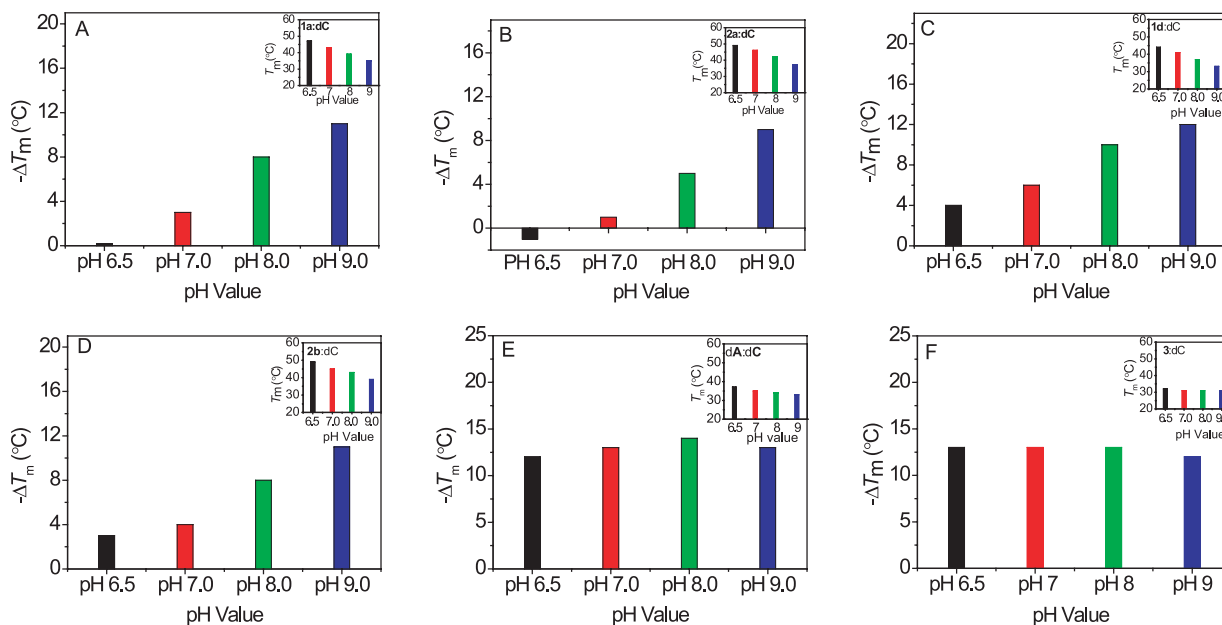 A
1a:dC
Tm(°C)
60
50
40
30
20
6.5 7 8 9
pH Value
-ΔTm (°C)
20
16
12
8
4
0
pH 6.5 pH 7.0 pH 8.0 pH 9.0
pH Value
B
2a:dC
Tm(°C)
60
50
40
30
20
6.5 7 8 9
pH Value
-ΔTm (°C)
16
12
8
4
0
PH 6.5 pH 7.0 pH 8.0 pH 9.0
pH Value
C
1d:dC
Tm(°C)
60
50
40
30
20
6.5 7.0 8.0 9.0
pH Value
-ΔTm (°C)
20
16
12
8
4
0
pH 6.5 pH 7.0 pH 8.0 pH 9.0
pH Value
D
2b:dC
Tm (°C)
60
50
40
30
20
6.5 7.0 8.0 9.0
pH Value
-ΔTm (°C)
20
16
12
8
4
0
pH 6.5 pH 7.0 pH 8.0 pH 9.0
pH Value
E
dA:dC
Tm (°C)
60
50
40
30
20
6.5 7 8 9
pH value
-ΔTm (°C)
25
20
15
10
5
0
pH 6.5 pH 7.0 pH 8.0 pH 9.0
pH Value
F
3:dC
Tm (°C)
60
50
40
30
20
6.5 7.0 8.0 9.
pH Value
-ΔTm (°C)
25
20
15
10
5
0
pH 6.5 pH 7 pH 8 pH 9
pH Value